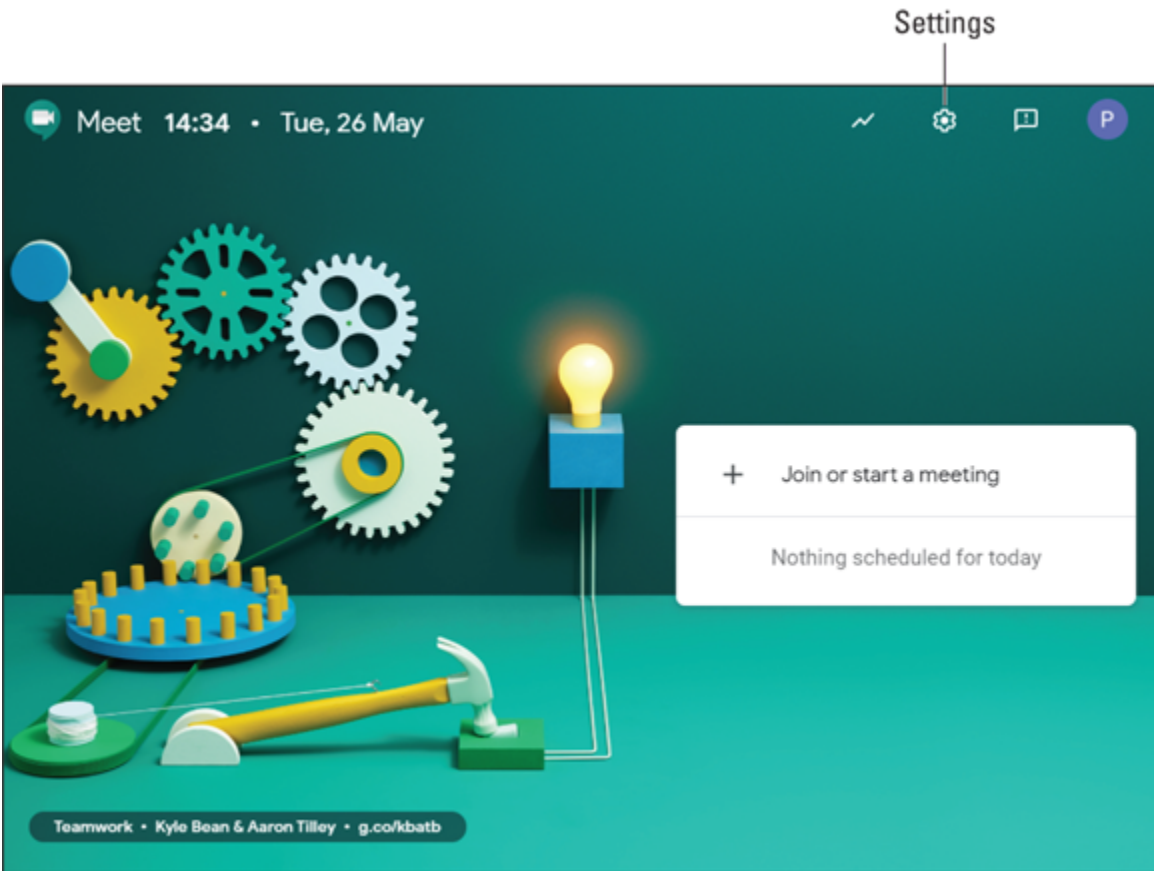 Settings
Meet 14:34 • Tue, 26 May
P
Join or start a meeting
Nothing scheduled for today
Teamwork • Kyle Bean & Aaron Tilley • g.co/kbatb